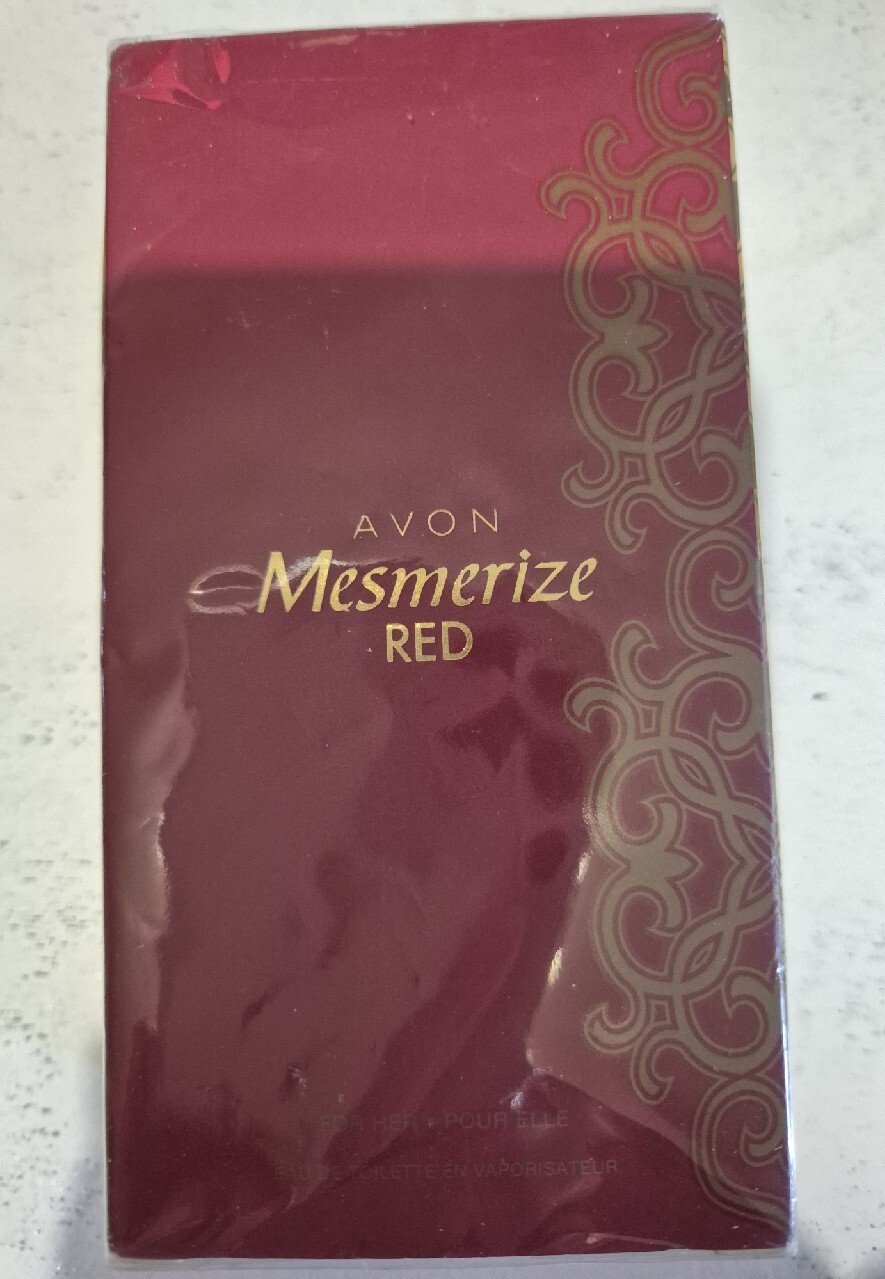 AVON
Mesmerize
RED
FOR HER • POUR ELLE
EAU DE TOILETTE EN VAPORISATEUR